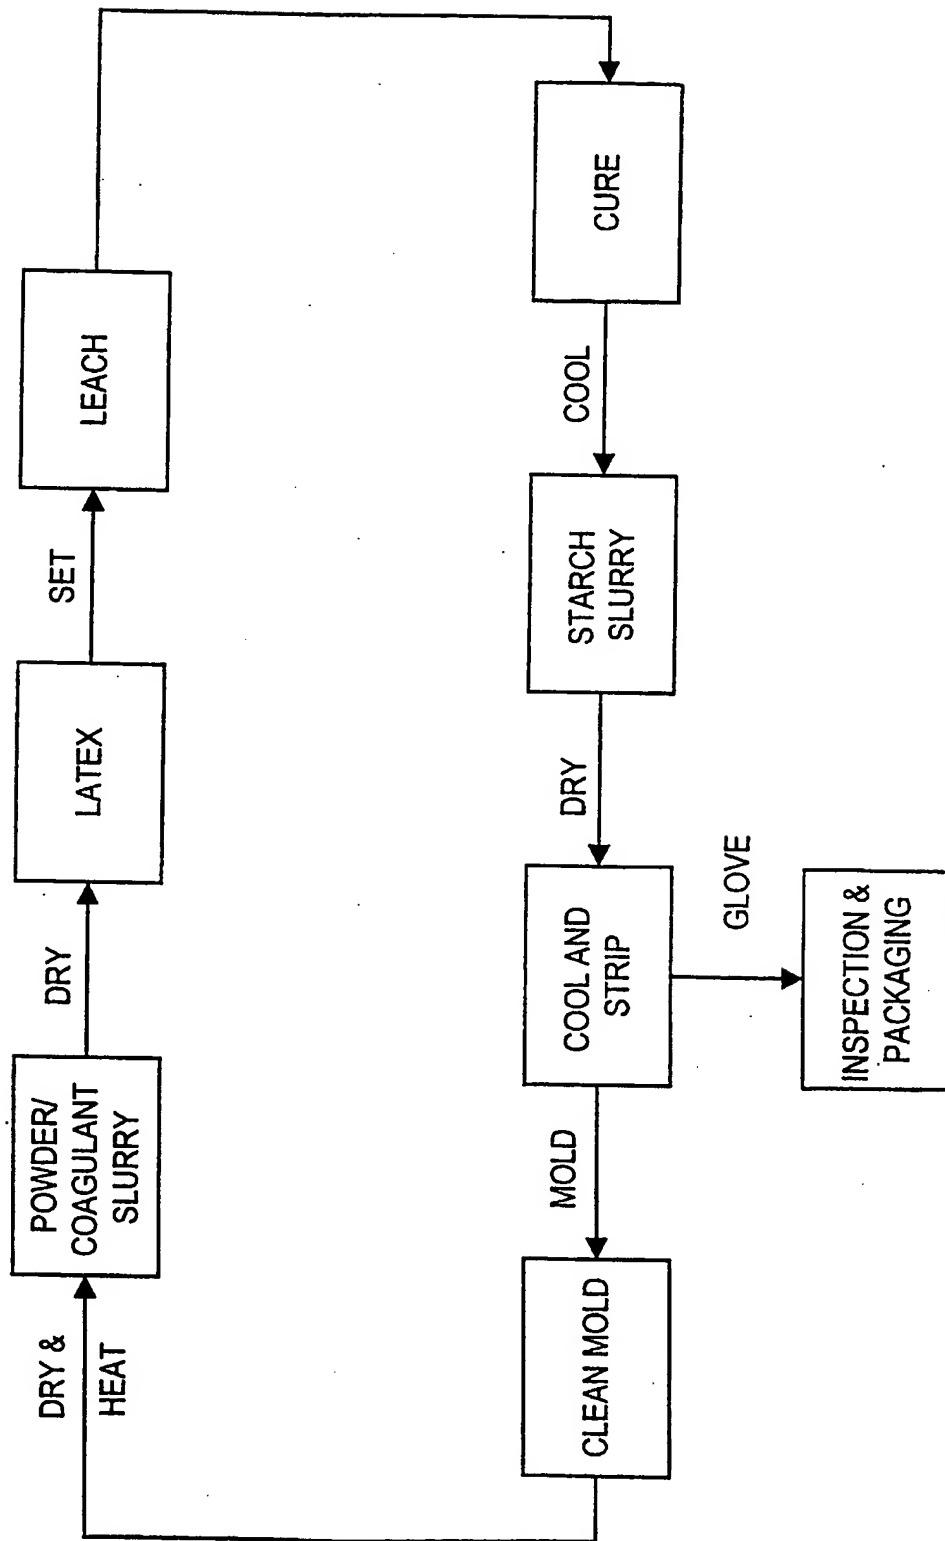 DRY &
HEAT
POWDER/
COAGULANT
SLURRY
DRY
LATEX
SET
LEACH
CURE
COOL
STARCH
SLURRY
DRY
COOL AND
STRIP
GLOVE
INSPECTION &
PACKAGING
MOLD
CLEAN MOLD